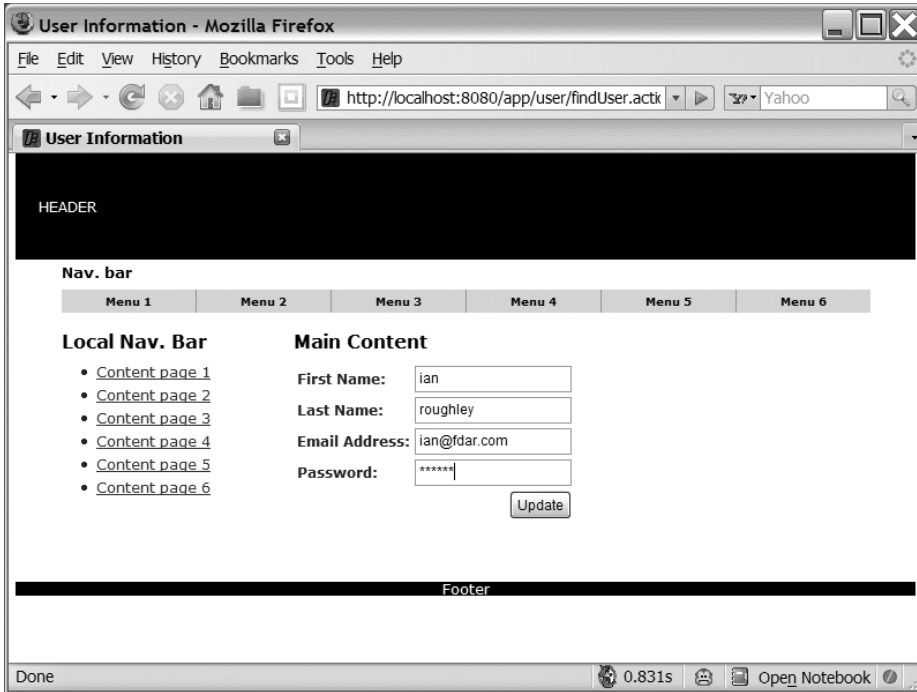 User Information - Mozilla Firefox
File Edit View History Bookmarks Tools Help
http://localhost:8080/app/user/findUser.actic Yahoo
User Information
HEADER
Nav. bar
Menu 1 Menu 2 Menu 3 Menu 4 Menu 5 Menu 6
Local Nav. Bar Main Content
Content page 1
Content page 2
Content page 3
Content page 4
Content page 5
Content page 6
First Name: ian
Last Name: roughley
Email Address: ian@fdar.com
Password: ******
Update
Footer
Done 0.831s Open Notebook